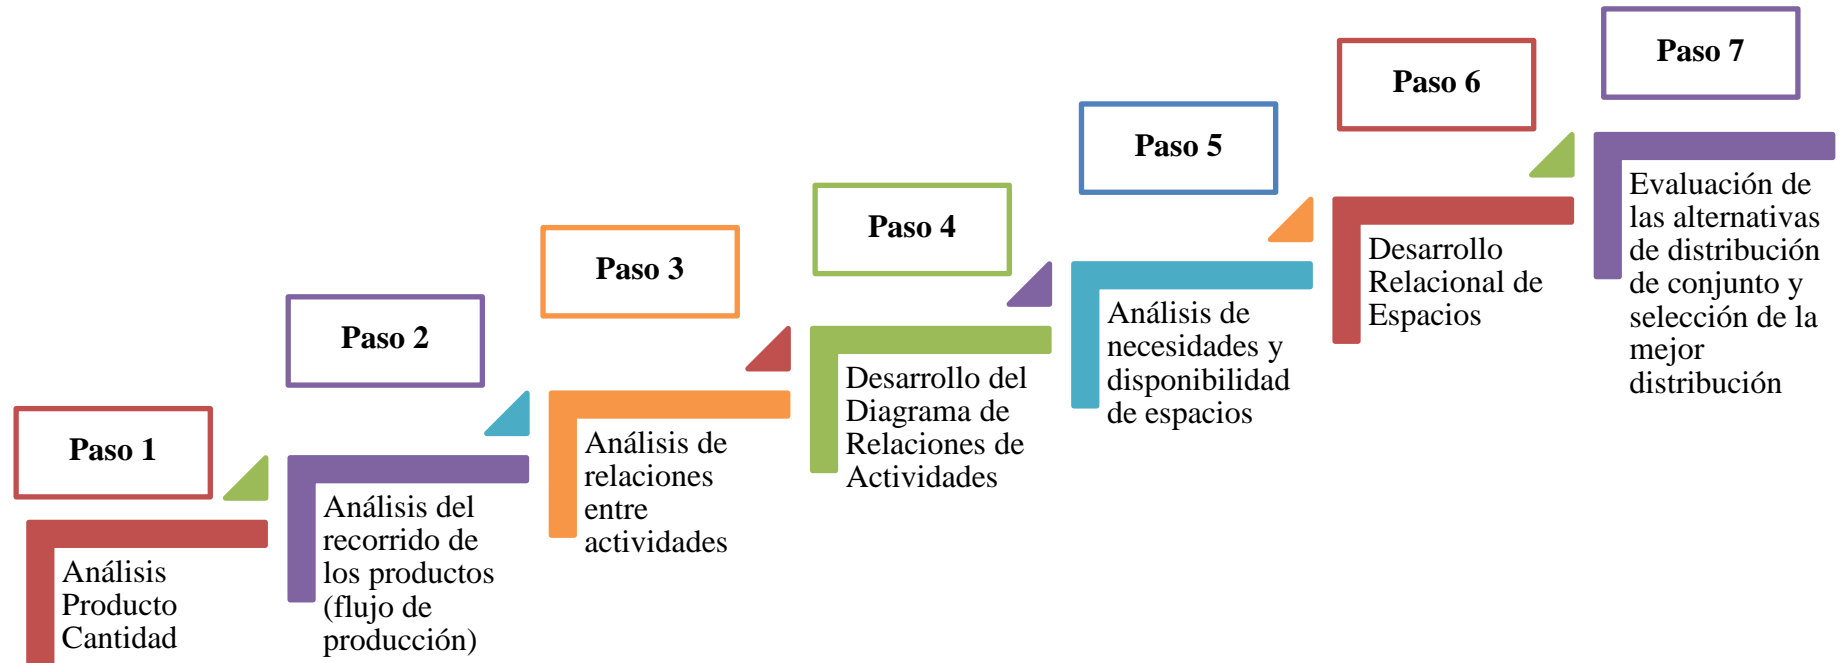 Paso 1
Análisis
Producto
Cantidad
Paso 2
Análisis del
recorrido de
los productos
(flujo de
producción)
Paso 3
Análisis de
relaciones
entre
actividades
Paso 4
Desarrollo del
Diagrama de
Relaciones de
Actividades
Paso 5
Análisis de
necesidades y
disponibilidad
de espacios
Paso 6
Desarrollo
Relacional de
Espacios
Paso 7
Evaluación de
las alternativas
de distribución
de conjunto y
selección de la
mejor
distribución